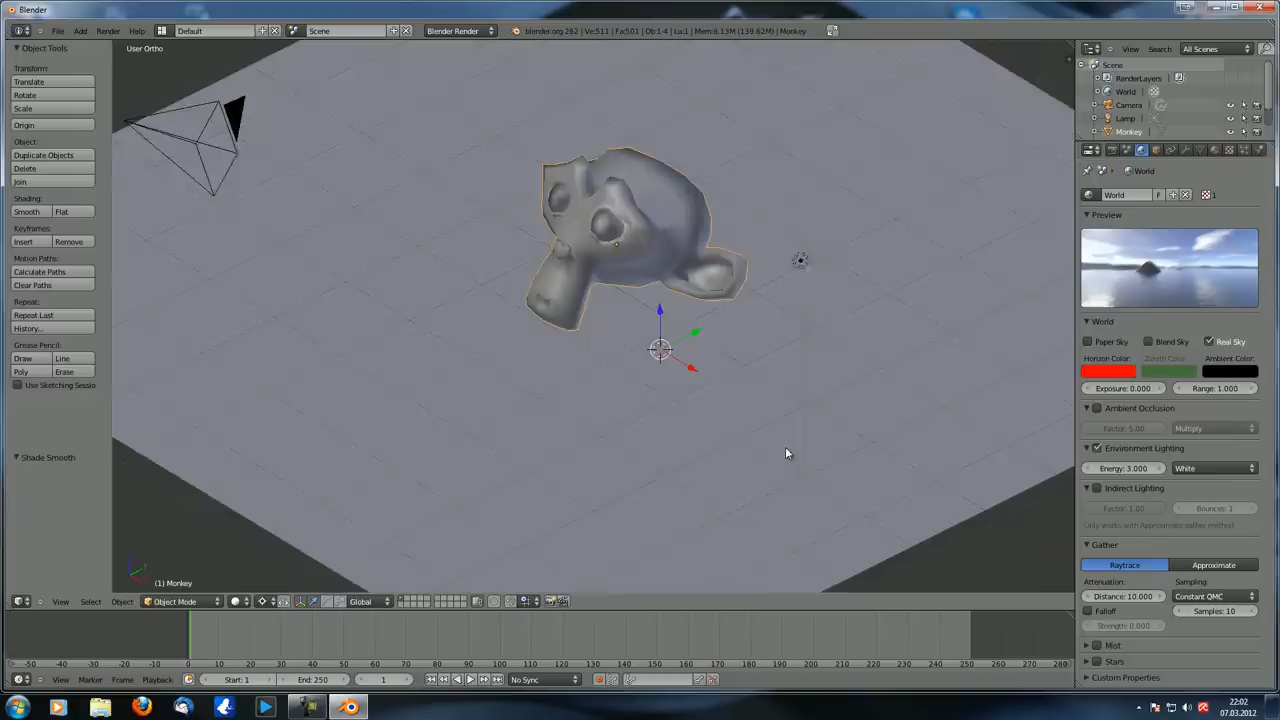 Blender
File Add Render Help Default Scene Blender Render blender.org 262 | Ve:511 | Fa:501 | Ob:1-4 | La:1 | Mem:8.13M (139.62M) | Monkey
Object Tools
Transform:
Translate
Rotate
Scale
Origin
Object:
Duplicate Objects
Delete
Join
Shading:
Smooth Flat
Keyframes:
Insert Remove
Motion Paths:
Calculate Paths
Clear Paths
Repeat:
Repeat Last
History...
Grease Pencil:
Draw Line
Poly Erase
Use Sketching Sessio
Shade Smooth
User Ortho
(1) Monkey
View Select Object Object Mode Global
View Search All Scenes
Scene
RenderLayers
World
Camera
Lamp
Monkey
World
World F
Preview
World
Paper Sky Blend Sky Real Sky
Horizon Color: Zenith Color: Ambient Color:
Exposure: 0.000 Range: 1.000
Ambient Occlusion
Factor: 5.00 Multiply
Environment Lighting
Energy: 3.000 White
Indirect Lighting
Factor: 1.00 Bounces: 1
Only works with Approximate gather method
Gather
Raytrace Approximate
Attenuation: Sampling:
Distance: 10.000 Constant QMC
Falloff Samples: 10
Strength: 0.000
Mist
Stars
Custom Properties
-50 -40 -30 -20 -10 0 10 20 30 40 50 60 70 80 90 100 110 120 130 140 150 160 170 180 190 200 210 220 230 240 250 260 270 280
View Marker Frame Playback Start: 1 End: 250 1 No Sync
22:02
07.03.2012